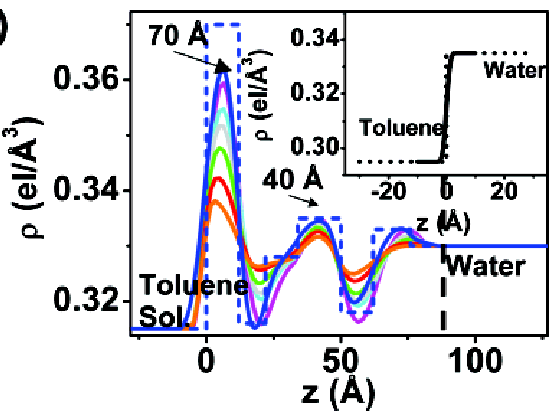 )
70 Å
40 Å
0.36
0.34
0.32
ρ (el/Å³)
Toluene
Sol.
Water
0
50
100
z (Å)
0.34
0.33
0.30
ρ (el/Å³)
Toluene
Water
-20
0
20
z (Å)